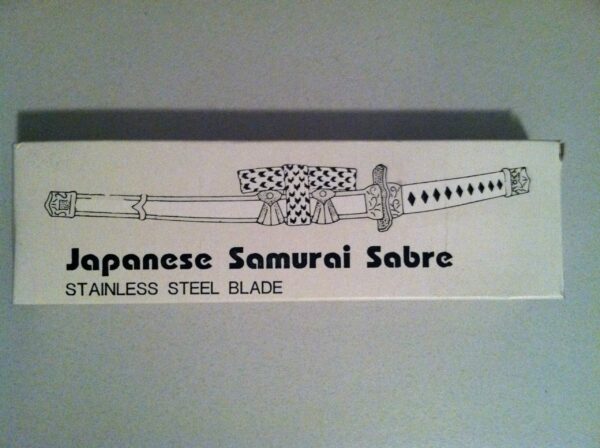 Japanese Samurai Sabre
STAINLESS STEEL BLADE